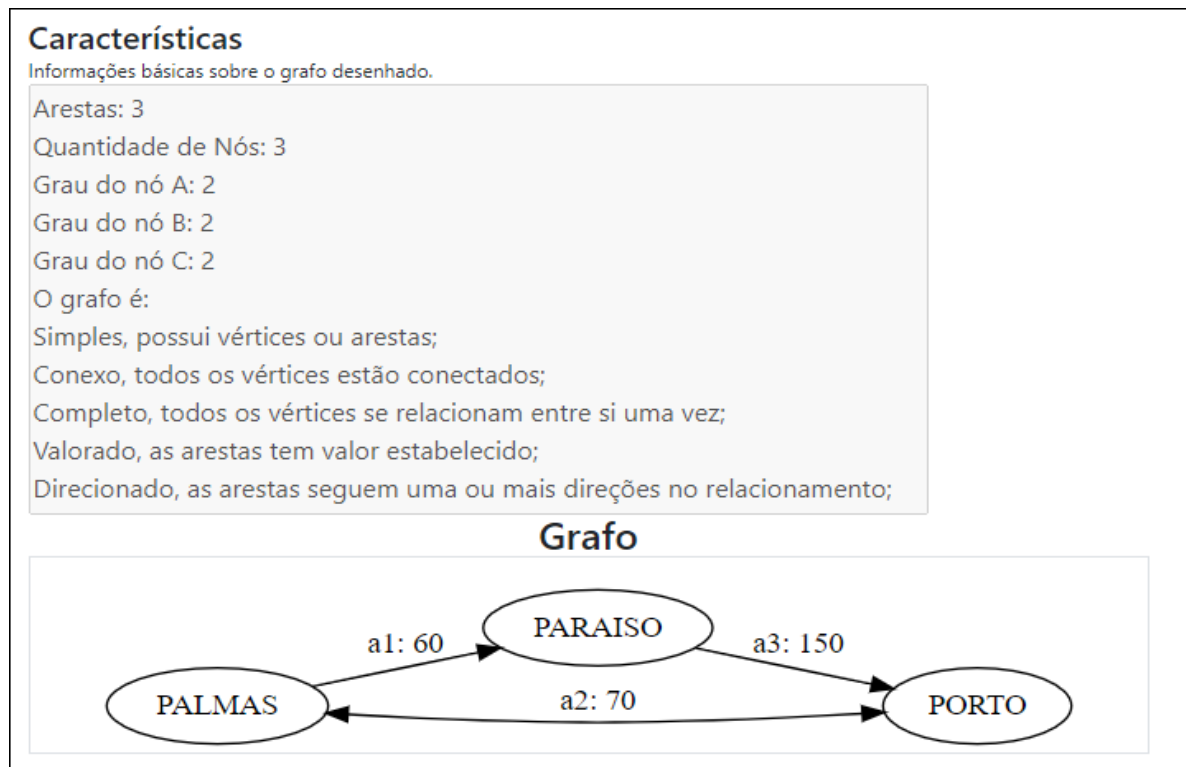 Características
Informações básicas sobre o grafo desenhado.
Arestas: 3
Quantidade de Nós: 3
Grau do nó A: 2
Grau do nó B: 2
Grau do nó C: 2
O grafo é:
Simples, possui vértices ou arestas;
Conexo, todos os vértices estão conectados;
Completo, todos os vértices se relacionam entre si uma vez;
Valorado, as arestas tem valor estabelecido;
Direcionado, as arestas seguem uma ou mais direções no relacionamento;
Grafo
PARAISO
a1: 60
a3: 150
PALMAS
a2: 70
PORTO